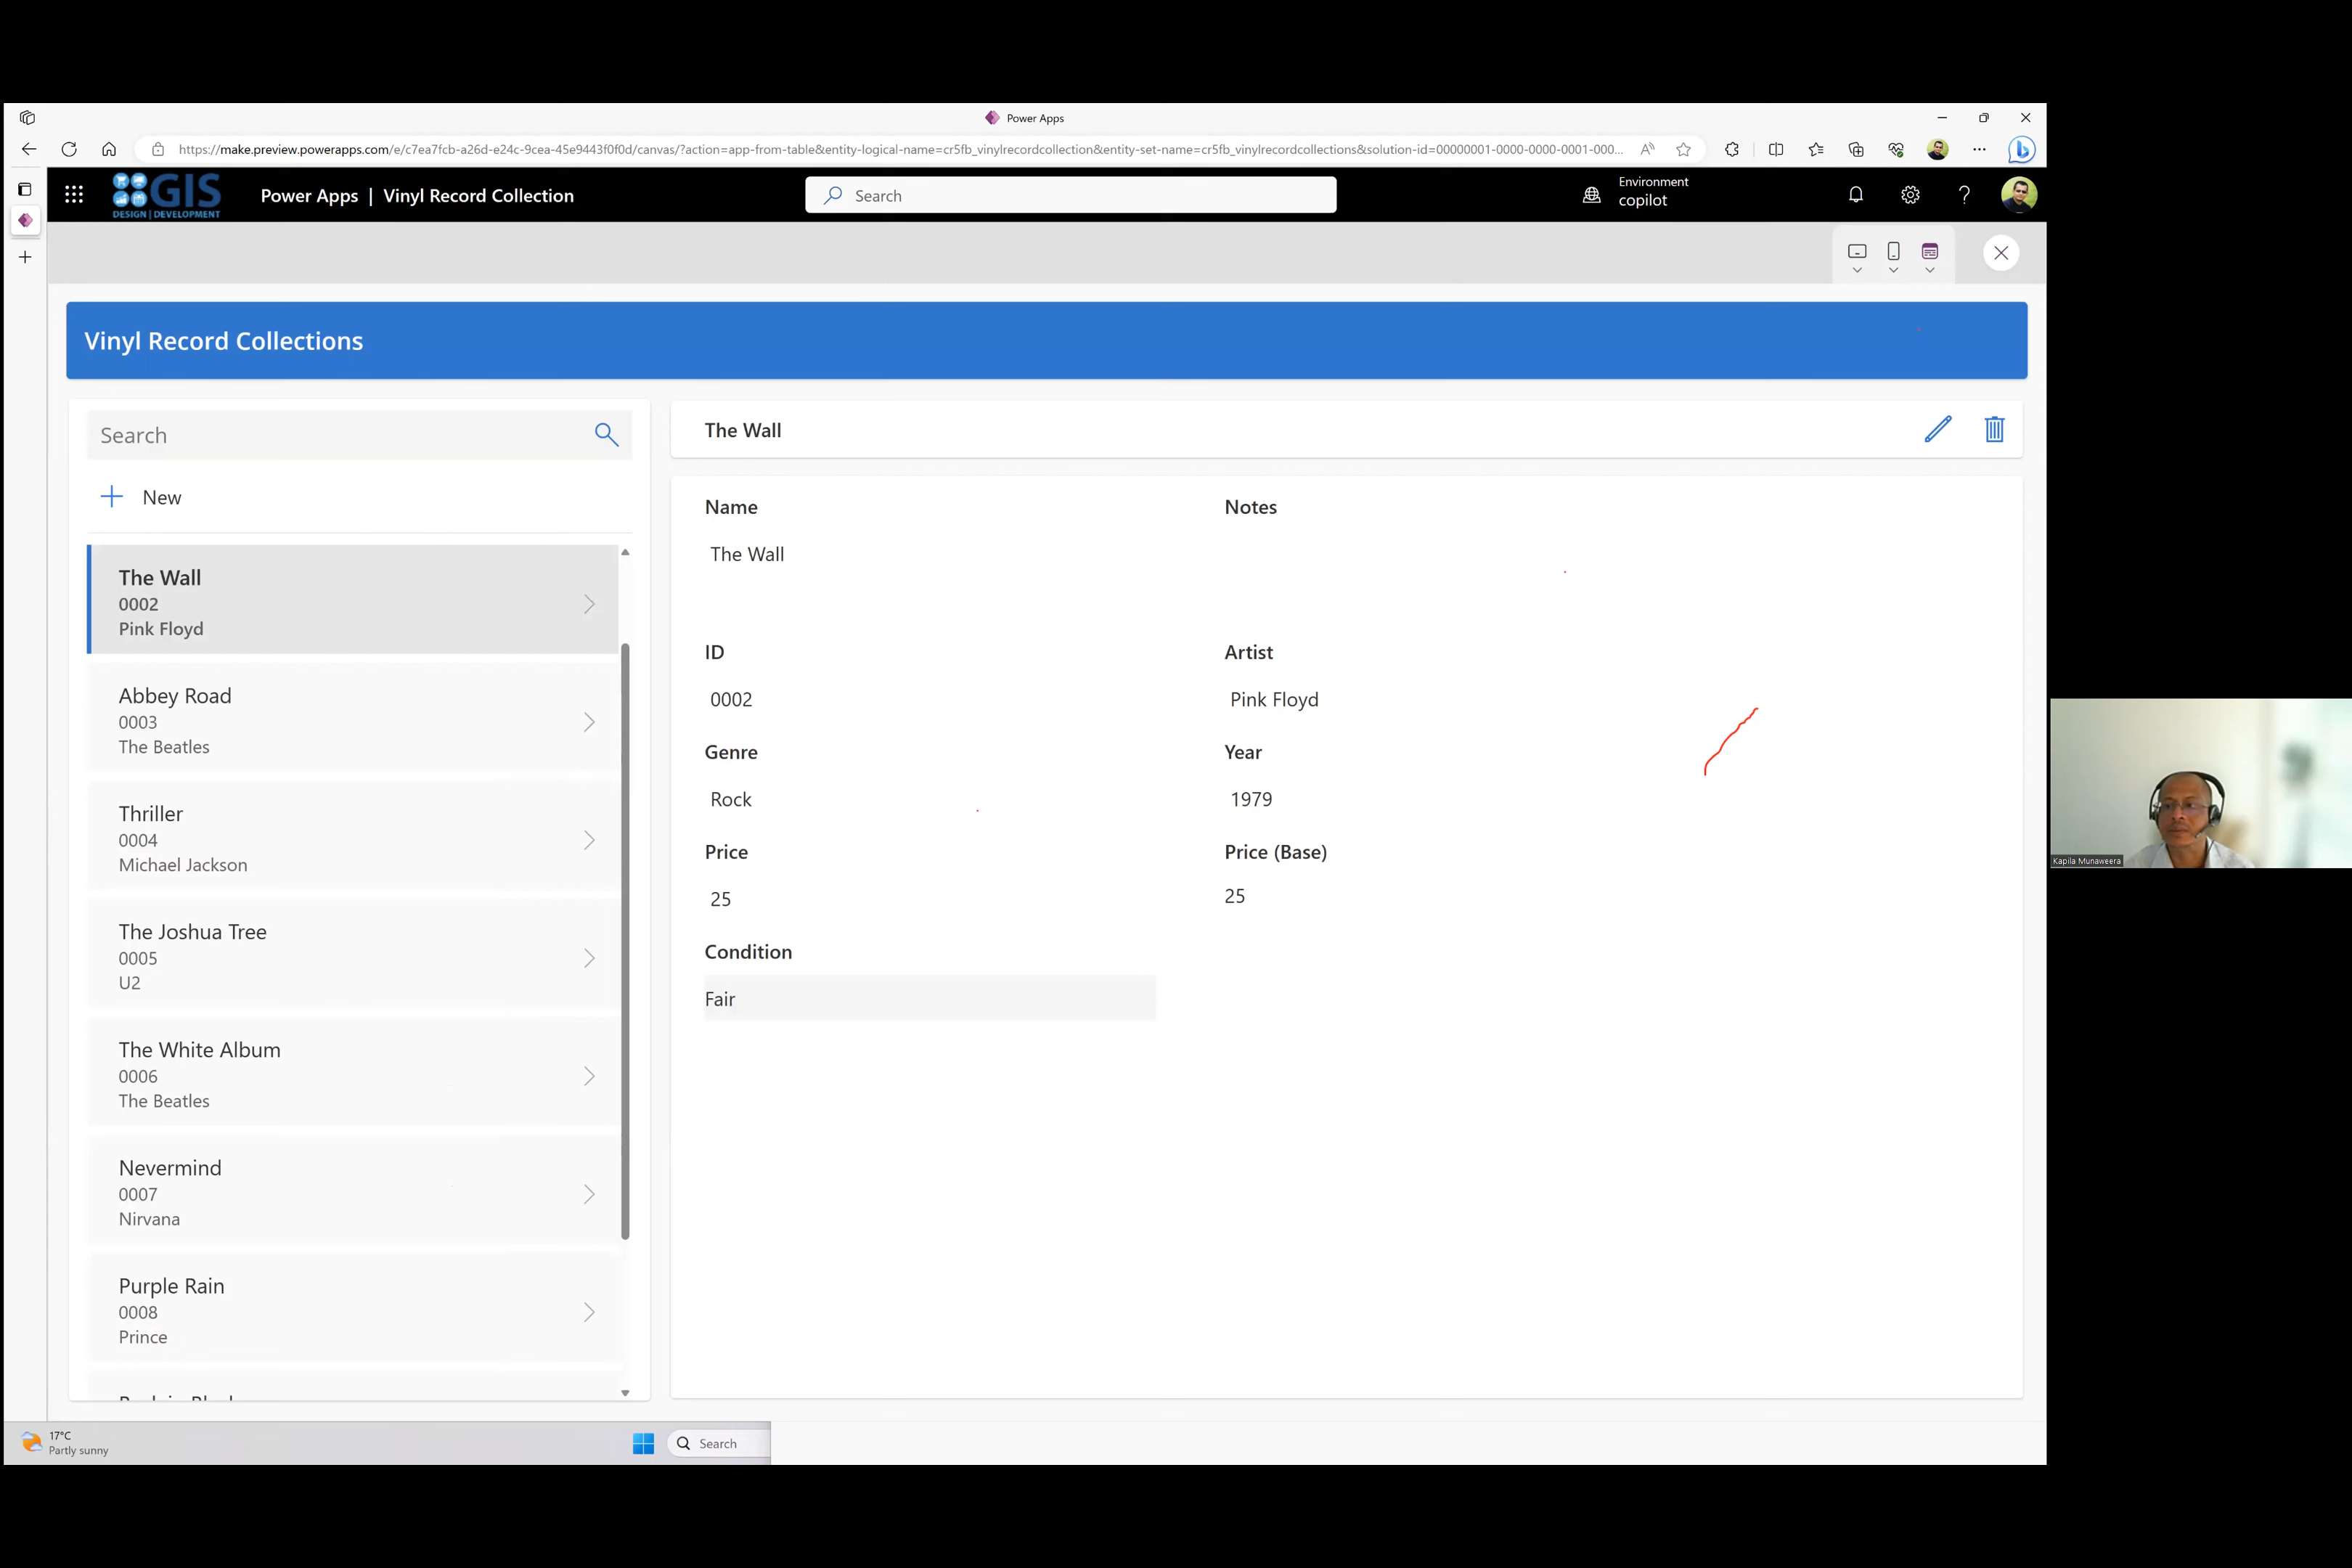 Power Apps
https://make.preview.powerapps.com/e/c7ea7fcb-a26d-e24c-9cea-45e9443f0f0d/canvas/?action=app-from-table&entity-logical-name=cr5fb_vinylrecordcollection&entity-set-name=cr5fb_vinylrecordcollections&solution-id=00000001-0000-0000-0001-000...
GIS
DESIGN | DEVELOPMENT
Power Apps | Vinyl Record Collection
Search
Environment
copilot
Vinyl Record Collections
Search
New
The Wall
0002
Pink Floyd
Abbey Road
0003
The Beatles
Thriller
0004
Michael Jackson
The Joshua Tree
0005
U2
The White Album
0006
The Beatles
Nevermind
0007
Nirvana
Purple Rain
0008
Prince
The Wall
Name
Notes
The Wall
ID
Artist
0002
Pink Floyd
Genre
Year
Rock
1979
Price
Price (Base)
25
25
Condition
Fair
Kapila Munaweera
17°C
Partly sunny
Search